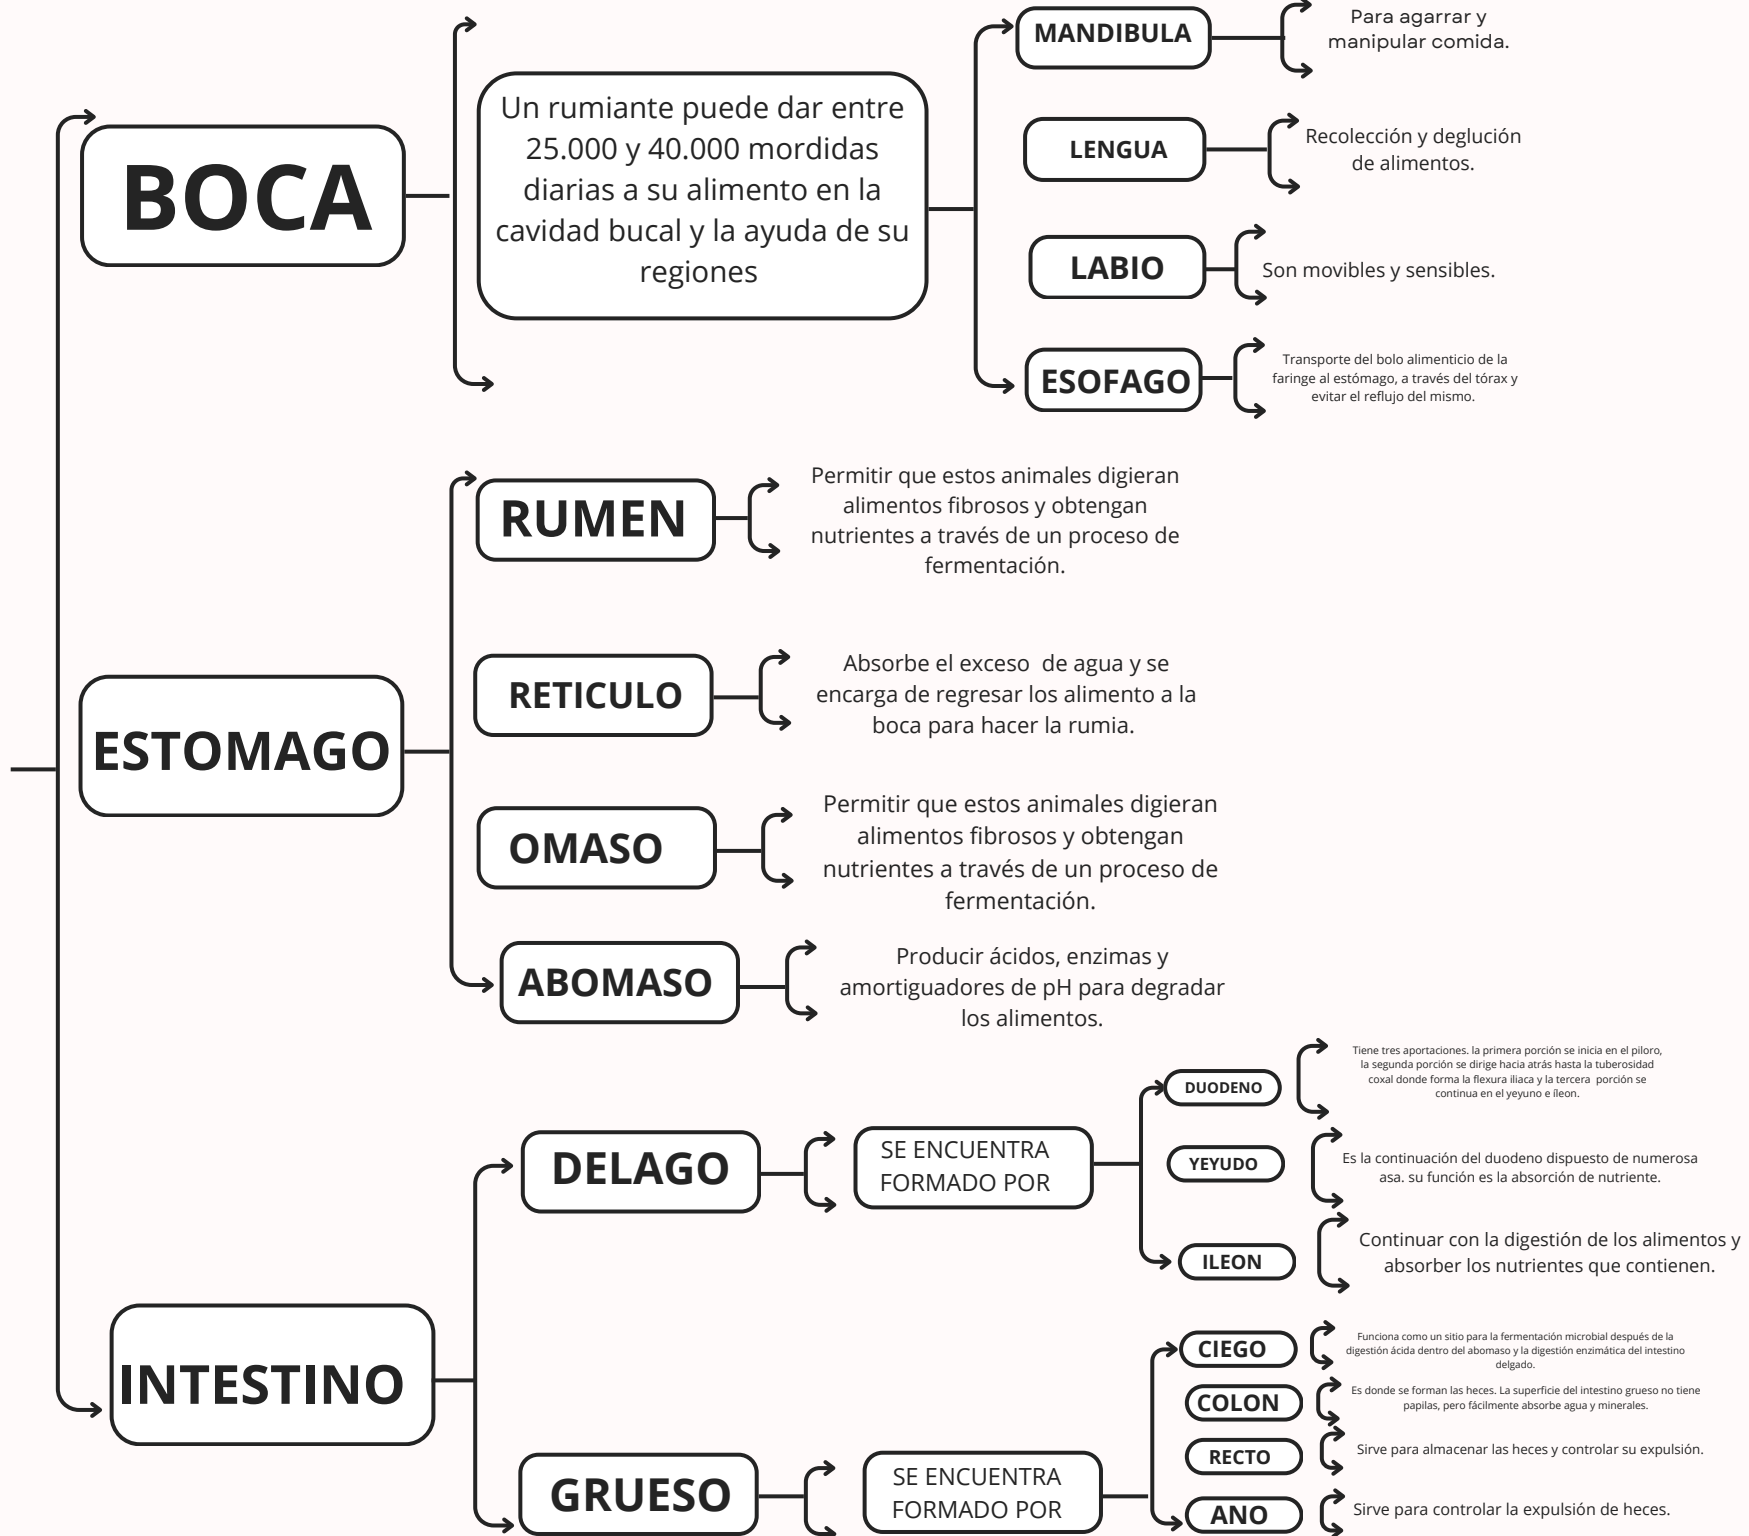 BOCA
Un rumiante puede dar entre
25.000 y 40.000 mordidas
diarias a su alimento en la
cavidad bucal y la ayuda de su
regiones
MANDIBULA
Para agarrar y
manipular comida.
LENGUA
Recolección y deglución
de alimentos.
LABIO
Son movibles y sensibles.
ESOFAGO
Transporte del bolo alimenticio de la
faringe al estómago, a través del tórax y
evitar el reflujo del mismo.
ESTOMAGO
RUMEN
Permitir que estos animales digieran
alimentos fibrosos y obtengan
nutrientes a través de un proceso de
fermentación.
RETICULO
Absorbe el exceso de agua y se
encarga de regresar los alimento a la
boca para hacer la rumia.
OMASO
Permitir que estos animales digieran
alimentos fibrosos y obtengan
nutrientes a través de un proceso de
fermentación.
ABOMASO
Producir ácidos, enzimas y
amortiguadores de pH para degradar
los alimentos.
INTESTINO
DELAGO
SE ENCUENTRA
FORMADO POR
DUODENO
Tiene tres aportaciones. la primera porción se inicia en el piloro,
la segunda porción se dirige hacia atrás hasta la tuberosidad
coxal donde forma la flexura iliaca y la tercera porción se
continua en el yeyuno e íleon.
YEYUDO
Es la continuación del duodeno dispuesto de numerosa
asa. su función es la absorción de nutriente.
ILEON
Continuar con la digestión de los alimentos y
absorber los nutrientes que contienen.
GRUESO
SE ENCUENTRA
FORMADO POR
CIEGO
Funciona como un sitio para la fermentación microbial después de la
digestión ácida dentro del abomaso y la digestión enzimática del intestino
delgado.
COLON
Es donde se forman las heces. La superficie del intestino grueso no tiene
papilas, pero fácilmente absorbe agua y minerales.
RECTO
Sirve para almacenar las heces y controlar su expulsión.
ANO
Sirve para controlar la expulsión de heces.